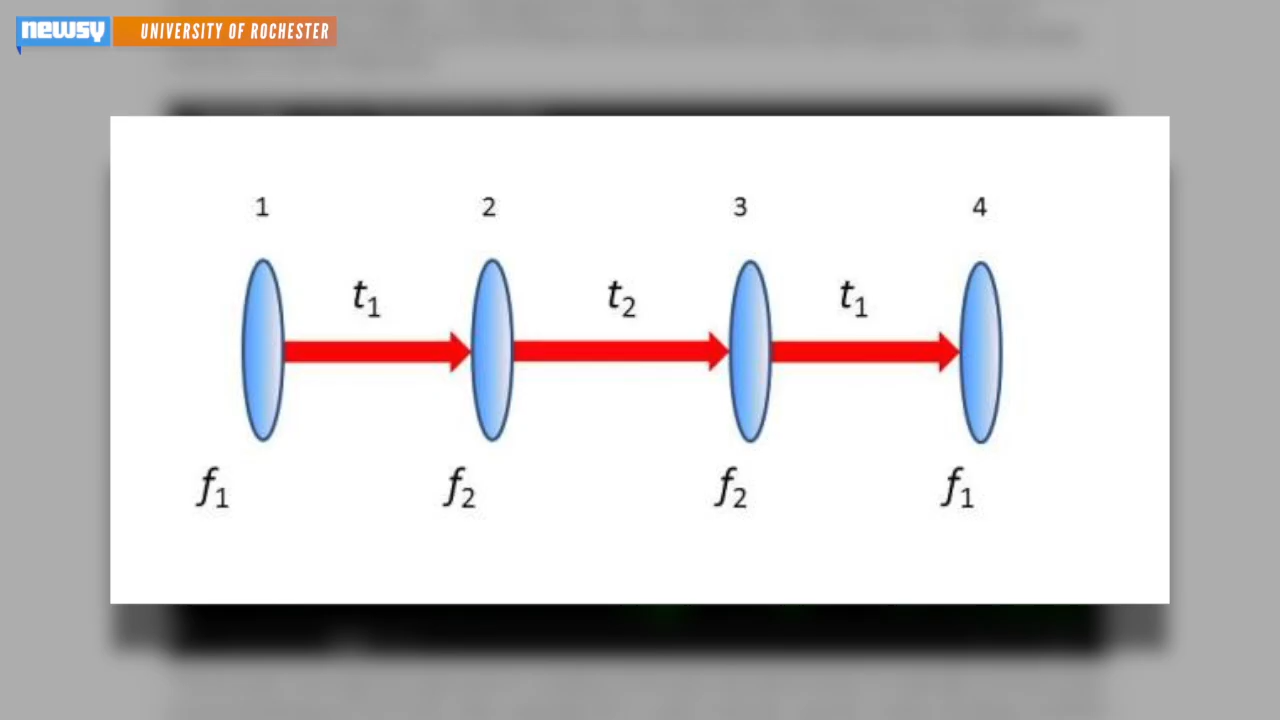 newsy
UNIVERSITY OF ROCHESTER
1 2 3 4
t₁ t₂ t₁
f₁ f₂ f₂ f₁